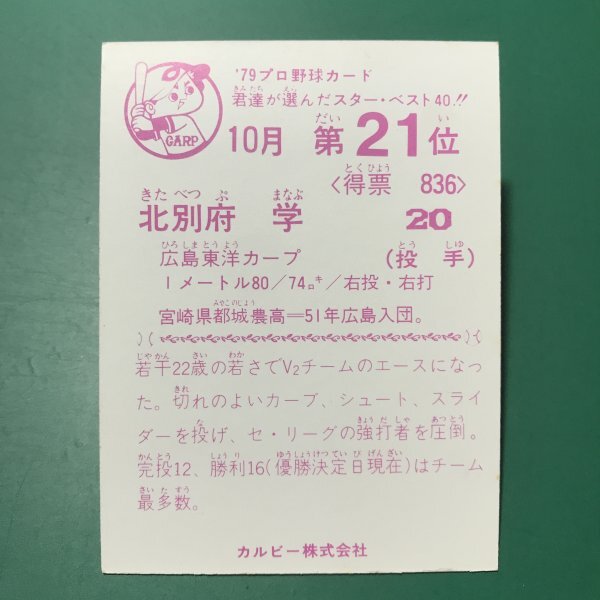 CARP
'79プロ野球カード
君達が選んだスター・ベスト40.!!
10月 第21位
〈得票 836〉
北別府 学 20
広島東洋カープ (投手)
1メートル80/74㌔/右投・右打
宮崎県都城農高=51年広島入団。
若干22歳の若さでV2チームのエースになっ
た。切れのよいカーブ、シュート、スライ
ダーを投げ、セ・リーグの強打者を圧倒。
完投12、勝利16(優勝決定日現在)はチーム
最多数。
カルビー株式会社